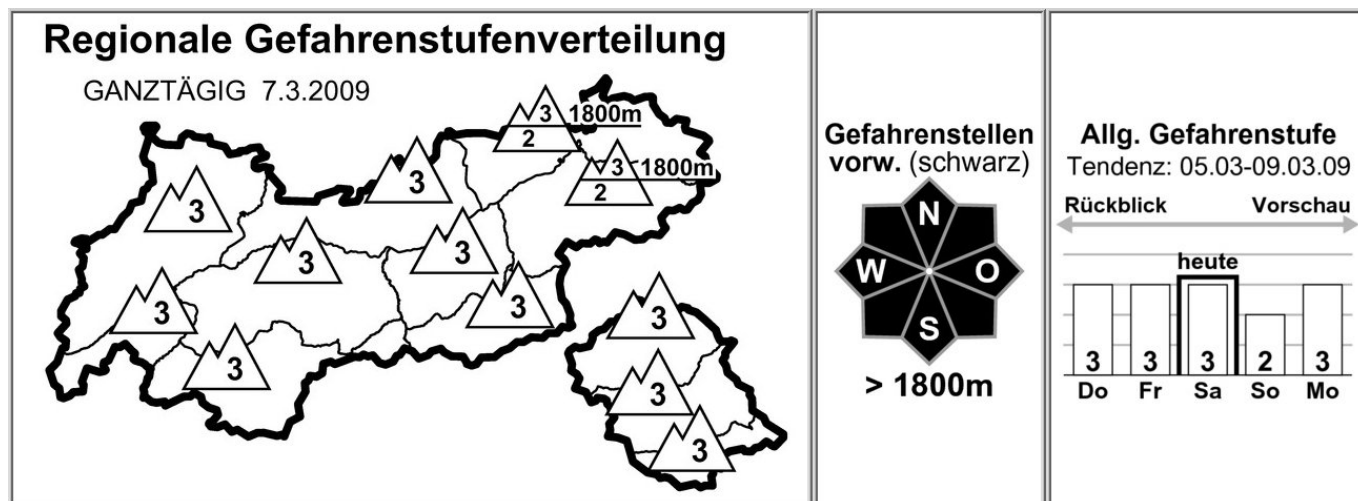 Regionale Gefahrenstufenverteilung
GANZTÄGIG 7.3.2009
3 1800m
2
3 1800m
2
3
3
3
3
3
3
3
3
3
3
Gefahrenstellen
vorw. (schwarz)
N
W O
S
> 1800m
Allg. Gefahrenstufe
Tendenz: 05.03-09.03.09
Rückblick Vorschau
heute
3 3 3 2 3
Do Fr Sa So Mo